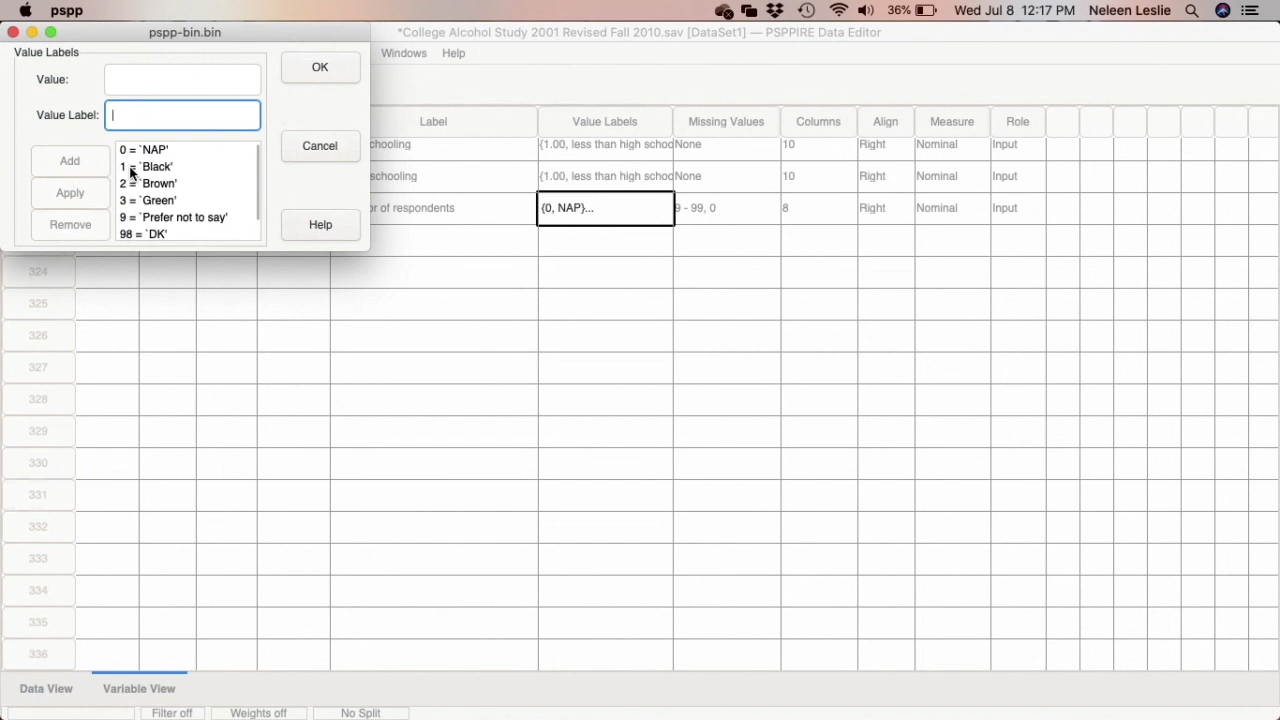 pspp 36% Wed Jul 8 12:17 PM Neleen Leslie
pspp-bin.bin
*College Alcohol Study 2001 Revised Fall 2010.sav [DataSet1] — PSPPIRE Data Editor
Windows Help
Value Labels
Value:
OK
Value Label:
Add
Apply
Remove
0 = `NAP'
1 = `Black'
2 = `Brown'
3 = `Green'
9 = `Prefer not to say'
98 = `DK'
Cancel
Help
Label Value Labels Missing Values Columns Align Measure Role
{1.00, less than high school None 10 Right Nominal Input
{1.00, less than high school None 10 Right Nominal Input
of respondents {0, NAP}... 9 - 99, 0 8 Right Nominal Input
324
325
326
327
328
329
330
331
332
333
334
335
336
Data View Variable View
Filter off Weights off No Split